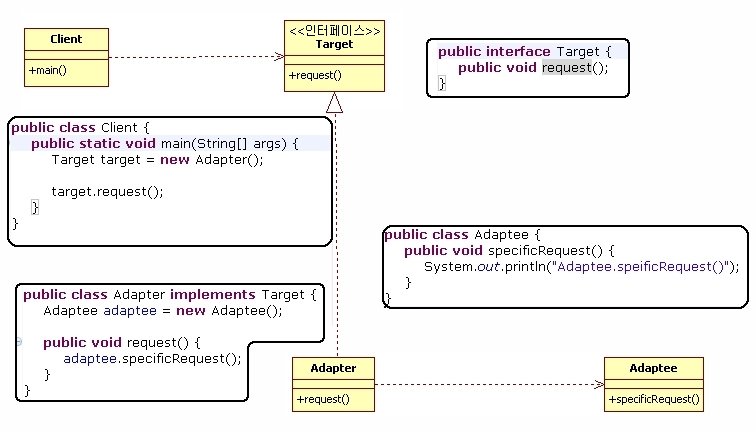 Client
+main()
<<인터페이스>>
Target
+request()
public interface Target {
public void request();
}
public class Client {
public static void main(String[] args) {
Target target = new Adapter();
target.request();
}
}
public class Adaptee {
public void specificRequest() {
System.out.println("Adaptee.speificRequest()");
}
}
public class Adapter implements Target {
Adaptee adaptee = new Adaptee();
public void request() {
adaptee.specificRequest();
}
}
Adapter
+request()
Adaptee
+specificRequest()